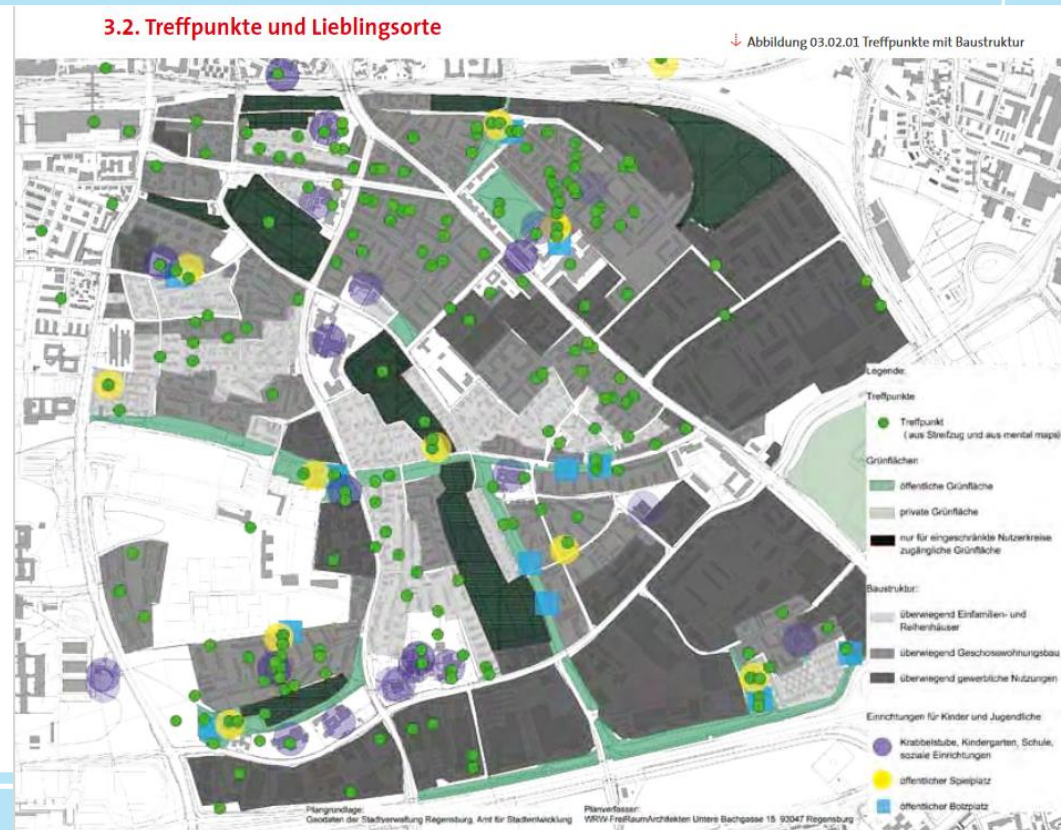 3.2. Treffpunkte und Lieblingsorte
Abbildung 03.02.01 Treffpunkte mit Baustruktur
Legende:
Treffpunkte
Treffpunkt
(aus Streifzug und aus mental maps)
Grünflächen
öffentliche Grünfläche
private Grünfläche
nur für eingeschränkte Nutzerkreise
zugängliche Grünfläche
Baustruktur:
überwiegend Einfamilien- und
Reihenhäuser
überwiegend Geschosswohnungsbau
überwiegend gewerbliche Nutzungen
Einrichtungen für Kinder und Jugendliche
Krabbelstube, Kindergarten, Schule,
soziale Einrichtungen
öffentlicher Spielplatz
öffentlicher Bolzplatz
Plangrundlage:
Geodaten der Stadtverwaltung Regensburg, Amt für Stadtentwicklung
Planverfasser:
WRW-FreiRaumArchitekten Untere Bachgasse 15 93047 Regensburg